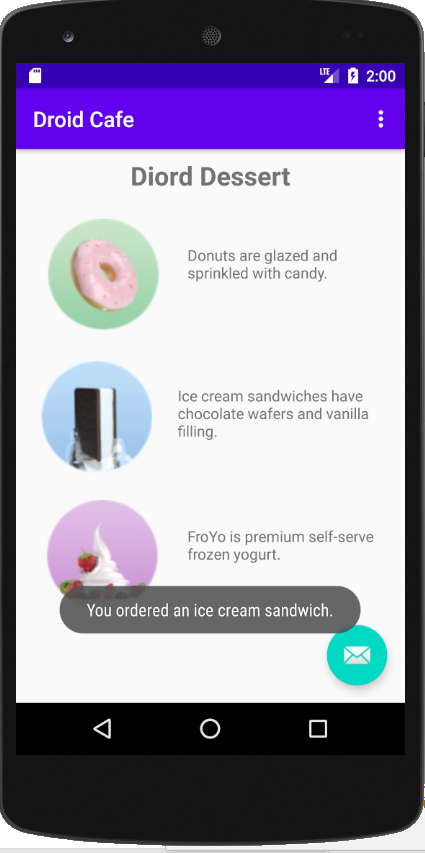 LTE 2:00
Droid Cafe
Diord Dessert
Donuts are glazed and
sprinkled with candy.
Ice cream sandwiches have
chocolate wafers and vanilla
filling.
FroYo is premium self-serve
frozen yogurt.
You ordered an ice cream sandwich.